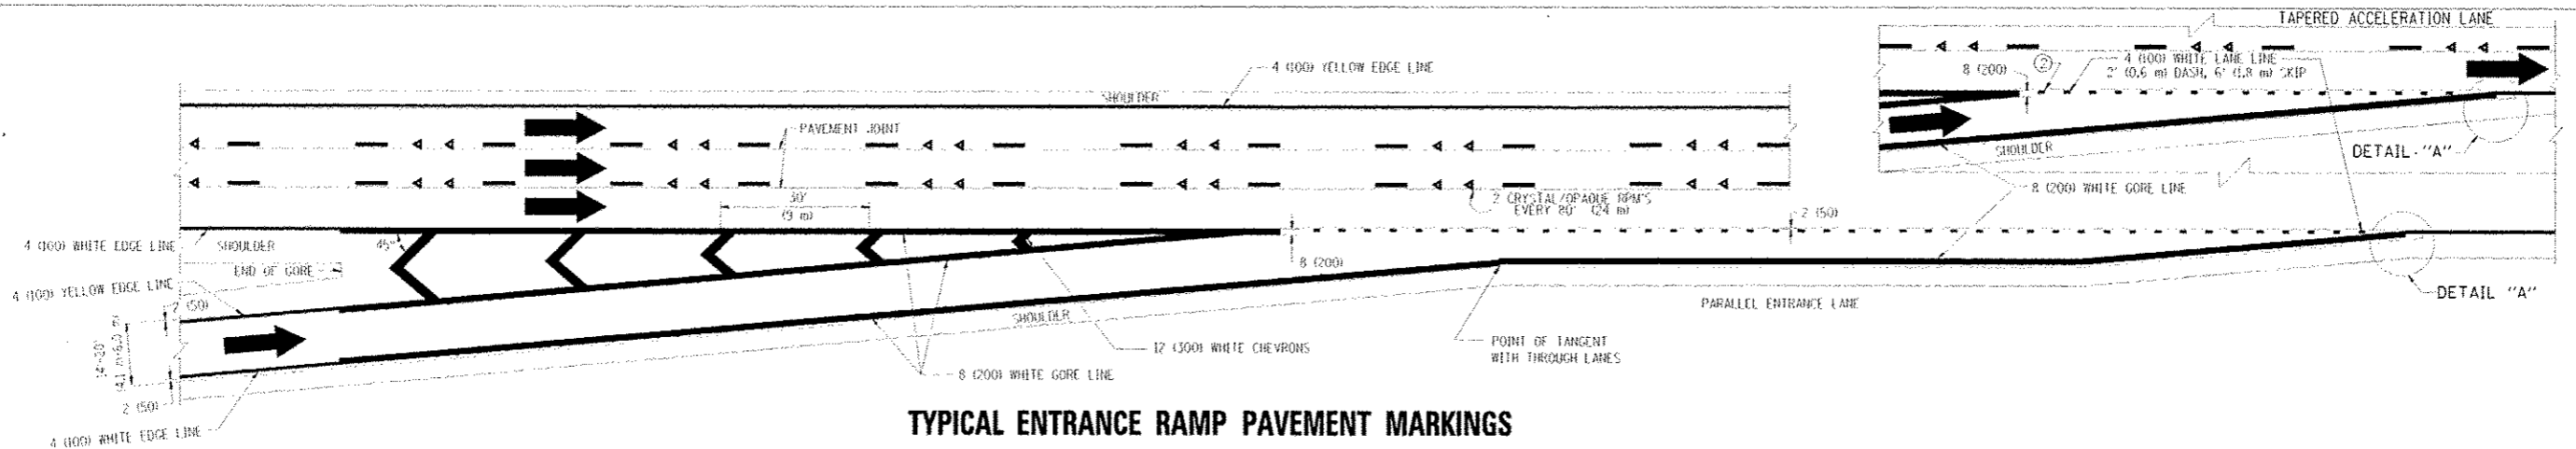 TAPERED ACCELERATION LANE
4 (100) YELLOW EDGE LINE
8 (200)
2
4 (100) WHITE LANE LINE
2' (0.6 m) DASH, 6' (1.8 m) SKIP
SHOULDER
PAVEMENT JOINT
SHOULDER
DETAIL "A"
8 (200) WHITE GORE LINE
30'
(9 m)
2 CRYSTAL/OPAQUE RPM'S
EVERY 80' (24 m)
2 (50)
4 (100) WHITE EDGE LINE
SHOULDER
45°
END OF GORE
8 (200)
4 (100) YELLOW EDGE LINE
2 (50)
PARALLEL ENTRANCE LANE
DETAIL "A"
SHOULDER
12 (300) WHITE CHEVRONS
POINT OF TANGENT
WITH THROUGH LANES
8 (200) WHITE GORE LINE
2 (50)
4 (100) WHITE EDGE LINE
TYPICAL ENTRANCE RAMP PAVEMENT MARKINGS